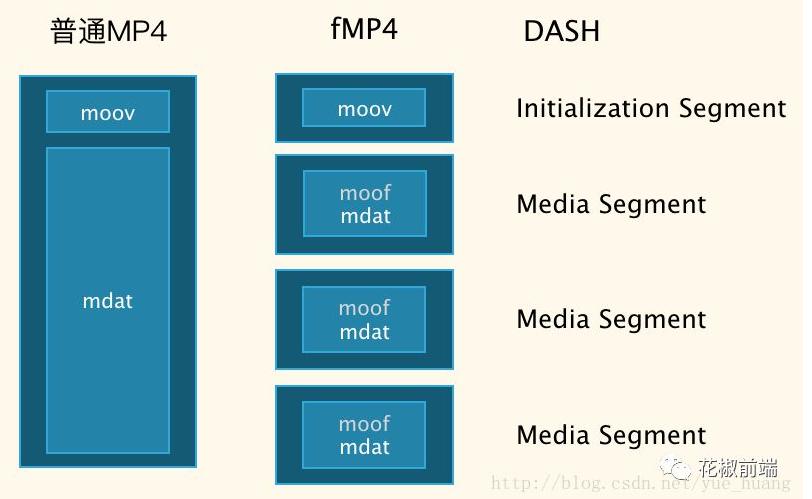 普通MP4
fMP4
DASH
moov
mdat
moov
Initialization Segment
moof
mdat
Media Segment
moof
mdat
Media Segment
moof
mdat
Media Segment
花椒前端
http://blog.csdn.net/yue_huang